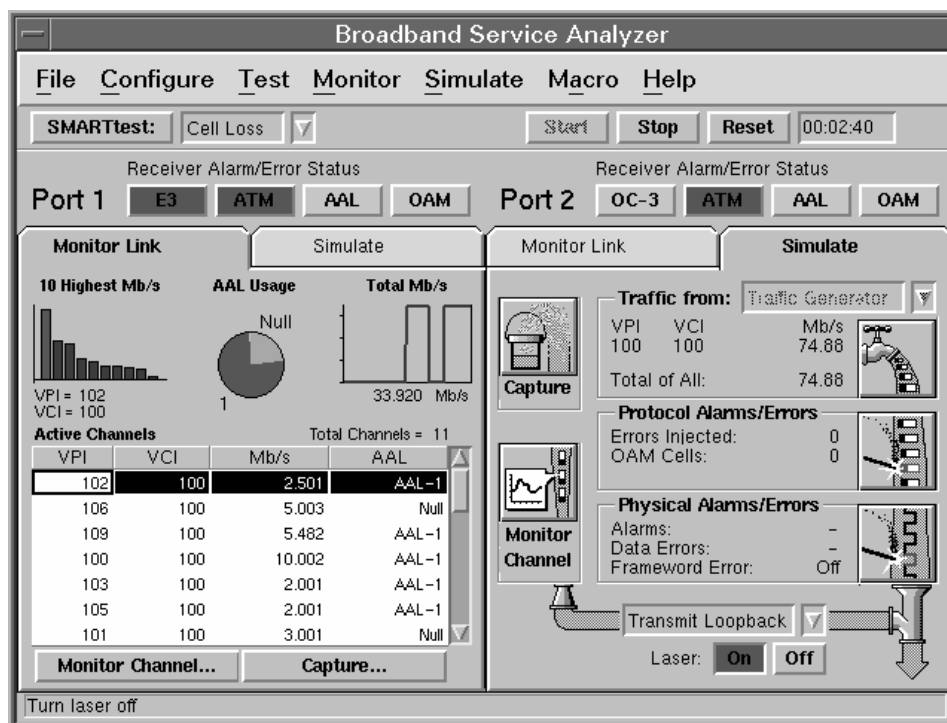 Broadband Service Analyzer
File Configure Test Monitor Simulate Macro Help
SMARTtest: Cell Loss Start Stop Reset 00:02:40
Receiver Alarm/Error Status
Port 1 E3 ATM AAL OAM
Receiver Alarm/Error Status
Port 2 OC-3 ATM AAL OAM
Monitor Link Simulate
10 Highest Mb/s AAL Usage Total Mb/s
Null
1
VPI = 102
VCI = 100
33.920 Mb/s
Active Channels Total Channels = 11
VPI VCI Mb/s AAL
102 100 2.501 AAL-1
106 100 5.003 Null
109 100 5.482 AAL-1
100 100 10.002 AAL-1
103 100 2.001 AAL-1
105 100 2.001 AAL-1
101 100 3.001 Null
Monitor Channel... Capture...
Monitor Link Simulate
Capture
Monitor
Channel
Traffic from: Traffic Generator
VPI VCI Mb/s
100 100 74.88
Total of All: 74.88
Protocol Alarms/Errors
Errors Injected: 0
OAM Cells: 0
Physical Alarms/Errors
Alarms: -
Data Errors: -
Frameword Error: Off
Transmit Loopback
Laser: On Off
Turn laser off